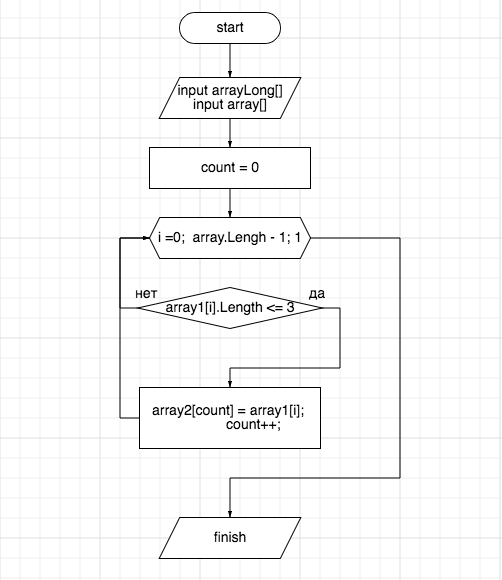 start
input arrayLong[]
input array[]
count = 0
i =0; array.Lengh - 1; 1
нет
да
array1[i].Length <= 3
array2[count] = array1[i];
count++;
finish